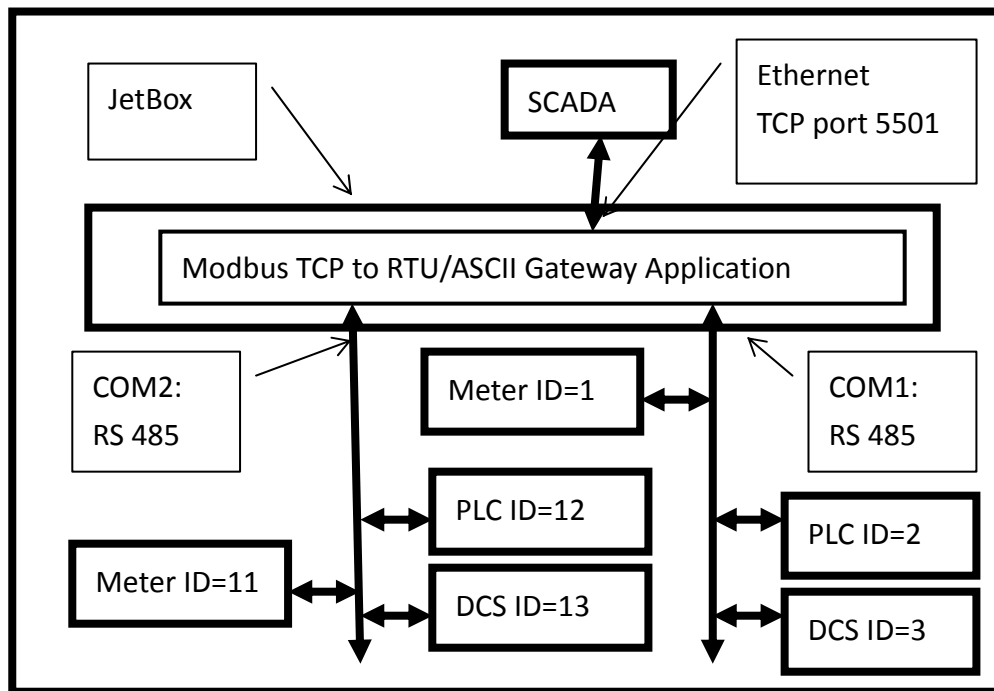 JetBox
SCADA
Ethernet
TCP port 5501
Modbus TCP to RTU/ASCII Gateway Application
COM2:
RS 485
Meter ID=1
COM1:
RS 485
PLC ID=12
PLC ID=2
Meter ID=11
DCS ID=13
DCS ID=3